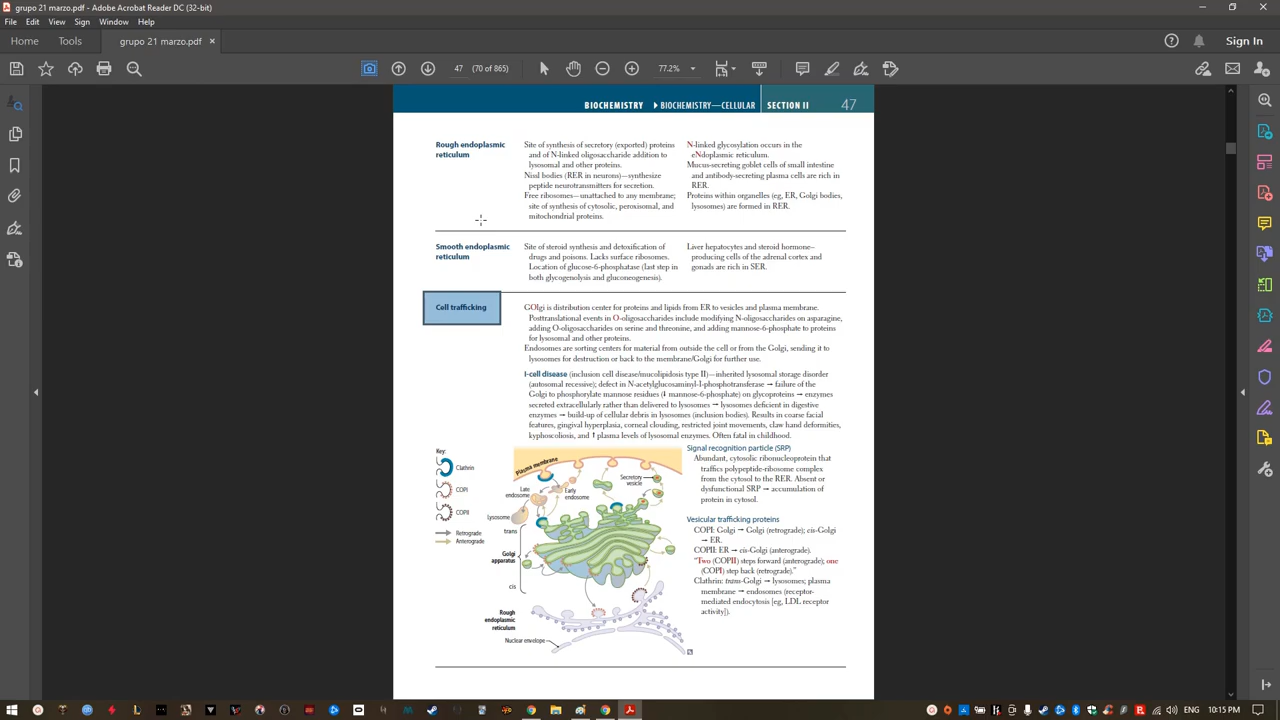 grupo 21 marzo.pdf - Adobe Acrobat Reader DC (32-bit)
File Edit View Sign Window Help
Home Tools grupo 21 marzo.pdf × Sign In
47 (70 of 865) 77.2%
BIOCHEMISTRY ▶ BIOCHEMISTRY—CELLULAR SECTION II 47
Rough endoplasmic
reticulum
Site of synthesis of secretory (exported) proteins
and of N-linked oligosaccharide addition to
lysosomal and other proteins.
Nissl bodies (RER in neurons)—synthesize
peptide neurotransmitters for secretion.
Free ribosomes—unattached to any membrane;
site of synthesis of cytosolic, peroxisomal, and
mitochondrial proteins.
N-linked glycosylation occurs in the
eNdoplasmic reticulum.
Mucus-secreting goblet cells of small intestine
and antibody-secreting plasma cells are rich in
RER.
Proteins within organelles (eg, ER, Golgi bodies,
lysosomes) are formed in RER.
Smooth endoplasmic
reticulum
Site of steroid synthesis and detoxification of
drugs and poisons. Lacks surface ribosomes.
Location of glucose-6-phosphatase (last step in
both glycogenolysis and gluconeogenesis).
Liver hepatocytes and steroid hormone–
producing cells of the adrenal cortex and
gonads are rich in SER.
Cell trafficking
GOlgi is distribution center for proteins and lipids from ER to vesicles and plasma membrane.
Posttranslational events in O-oligosaccharides include modifying N-oligosaccharides on asparagine,
adding O-oligosaccharides on serine and threonine, and adding mannose-6-phosphate to proteins
for lysosomal and other proteins.
Endosomes are sorting centers for material from outside the cell or from the Golgi, sending it to
lysosomes for destruction or back to the membrane/Golgi for further use.
I-cell disease (inclusion cell disease/mucolipidosis type II)—inherited lysosomal storage disorder
(autosomal recessive); defect in N-acetylglucosaminyl-1-phosphotransferase → failure of the
Golgi to phosphorylate mannose residues (↓ mannose-6-phosphate) on glycoproteins → enzymes
secreted extracellularly rather than delivered to lysosomes → lysosomes deficient in digestive
enzymes → build-up of cellular debris in lysosomes (inclusion bodies). Results in coarse facial
features, gingival hyperplasia, corneal clouding, restricted joint movements, claw hand deformities,
kyphoscoliosis, and ↑ plasma levels of lysosomal enzymes. Often fatal in childhood.
Key:
Clathrin
COPI
COPII
Retrograde
Anterograde
Plasma membrane
Secretory
vesicle
Late
endosome
Early
endosome
Lysosome
trans
Golgi
apparatus
cis
Rough
endoplasmic
reticulum
Nuclear envelope
Signal recognition particle (SRP)
Abundant, cytosolic ribonucleoprotein that
traffics polypeptide-ribosome complex
from the cytosol to the RER. Absent or
dysfunctional SRP → accumulation of
protein in cytosol.
Vesicular trafficking proteins
COPI: Golgi → Golgi (retrograde); cis-Golgi
→ ER.
COPII: ER → cis-Golgi (anterograde).
“Two (COPII) steps forward (anterograde); one
(COPI) step back (retrograde).”
Clathrin: trans-Golgi → lysosomes; plasma
membrane → endosomes (receptor-
mediated endocytosis [eg, LDL receptor
activity]).